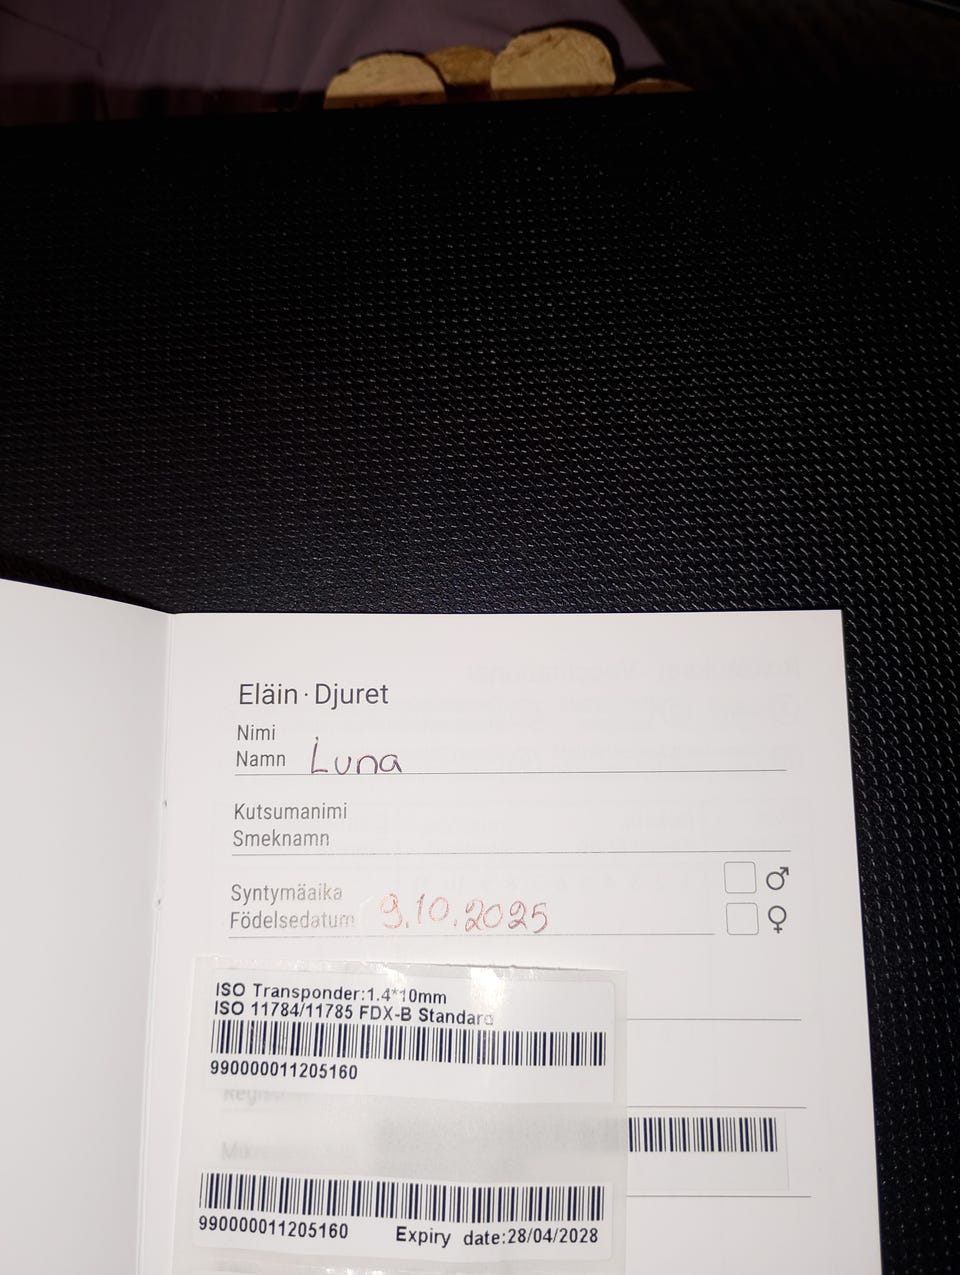 Eläin · Djuret
Nimi
Namn Luna
Kutsumanimi
Smeknamn
Syntymäaika
Födelsedatum 9.10.2025
♂
♀
ISO Transponder:1.4*10mm
ISO 11784/11785 FDX-B Standard
990000011205160
990000011205160 Expiry date:28/04/2028